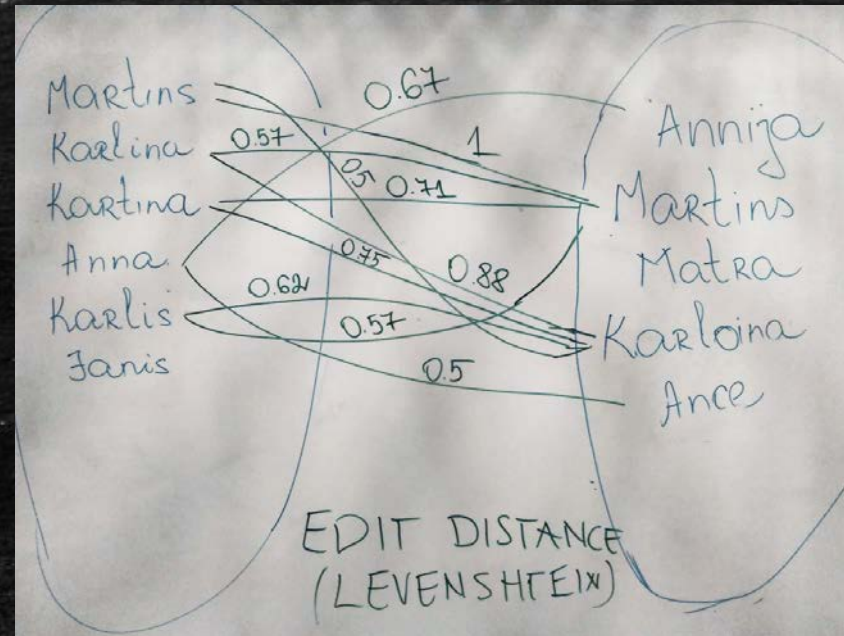 Martins
Karlina
Kartina
Anna
Karlis
Janis
0.67
0.57
1
0.5
0.71
0.75
0.88
0.62
0.57
0.5
Annija
Martins
Matra
Karloina
Ance
EDIT DISTANCE
(LEVENSHTEIN)